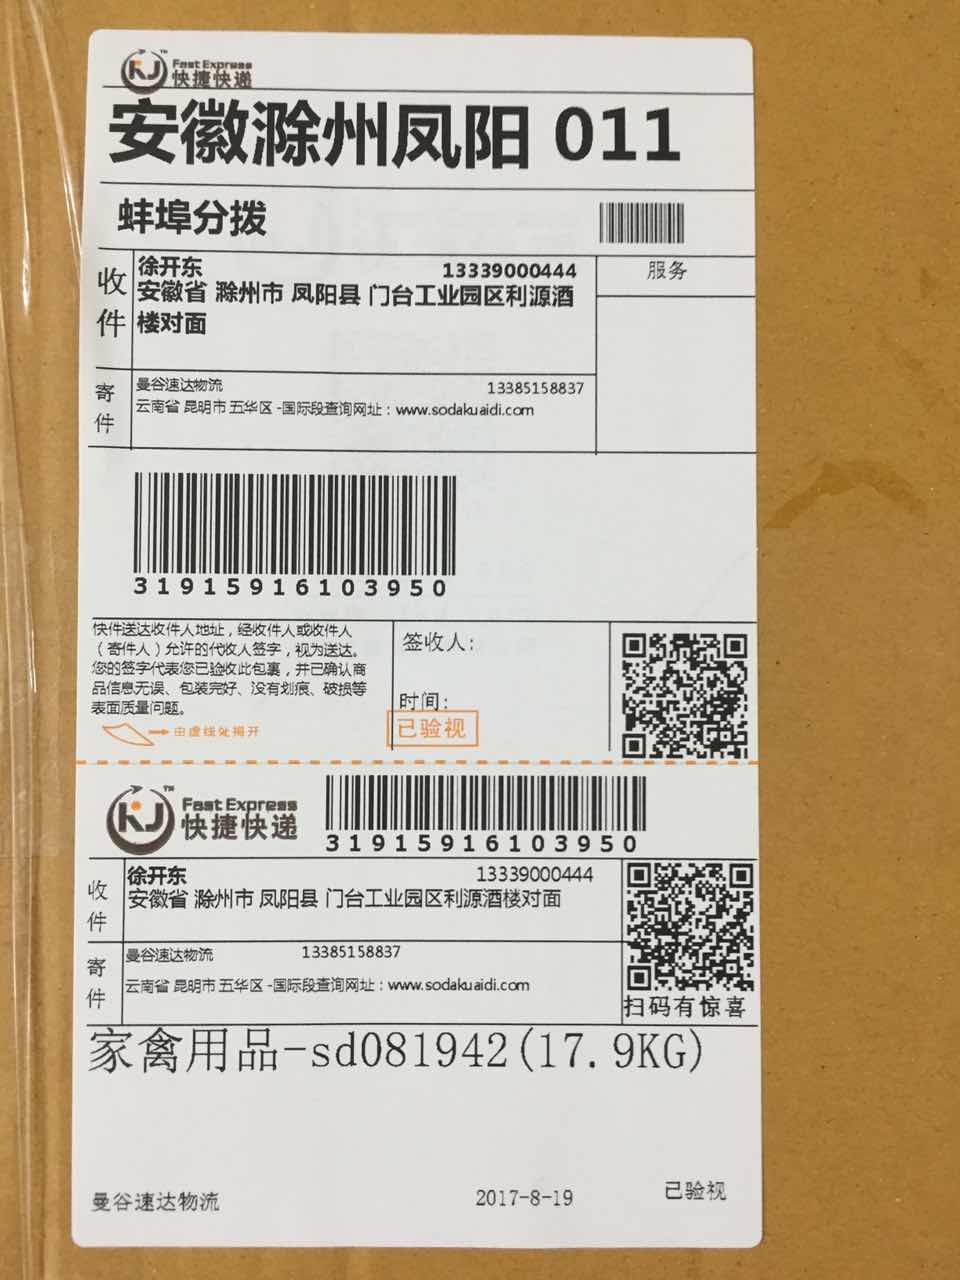 KJ™ Fast Express
快捷快递
安徽滁州凤阳 011
蚌埠分拨
收件
徐开东 13339000444
安徽省 滁州市 凤阳县 门台工业园区利源酒
楼对面
服务
寄件
曼谷速达物流 13385158837
云南省 昆明市 五华区 -国际段查询网址：www.sodakuaidi.com
31915916103950
快件送达收件人地址，经收件人或收件人
（寄件人）允许的代收人签字，视为送达。
您的签字代表您已验收此包裹，并已确认商
品信息无误、包装完好、没有划痕、破损等
表面质量问题。
签收人：
时间：
已验视
由虚线处揭开
KJ™ Fast Express
快捷快递
31915916103950
收件
徐开东 13339000444
安徽省 滁州市 凤阳县 门台工业园区利源酒楼对面
寄件
曼谷速达物流 13385158837
云南省 昆明市 五华区 -国际段查询网址：www.sodakuaidi.com
扫码有惊喜
家禽用品-sd081942(17.9KG)
曼谷速达物流 2017-8-19 已验视